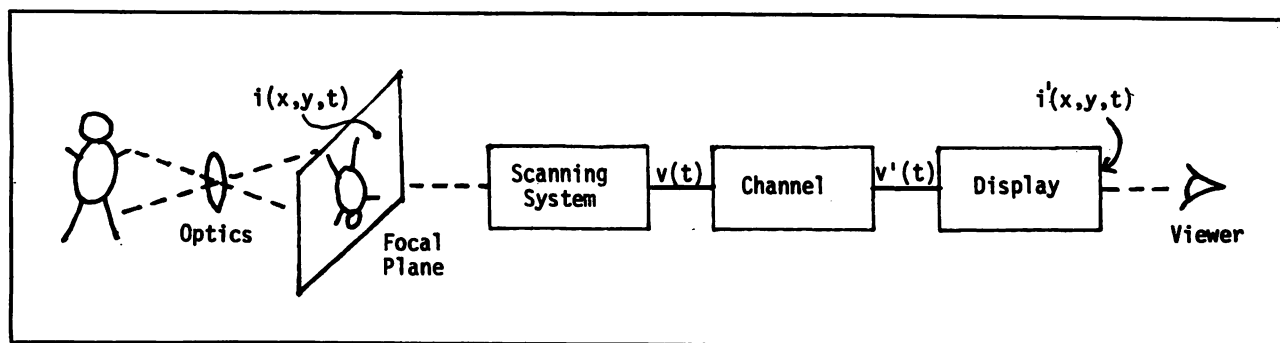 i(x,y,t)
i'(x,y,t)
Optics
Focal
Plane
Scanning
System
v(t)
Channel
v'(t)
Display
Viewer